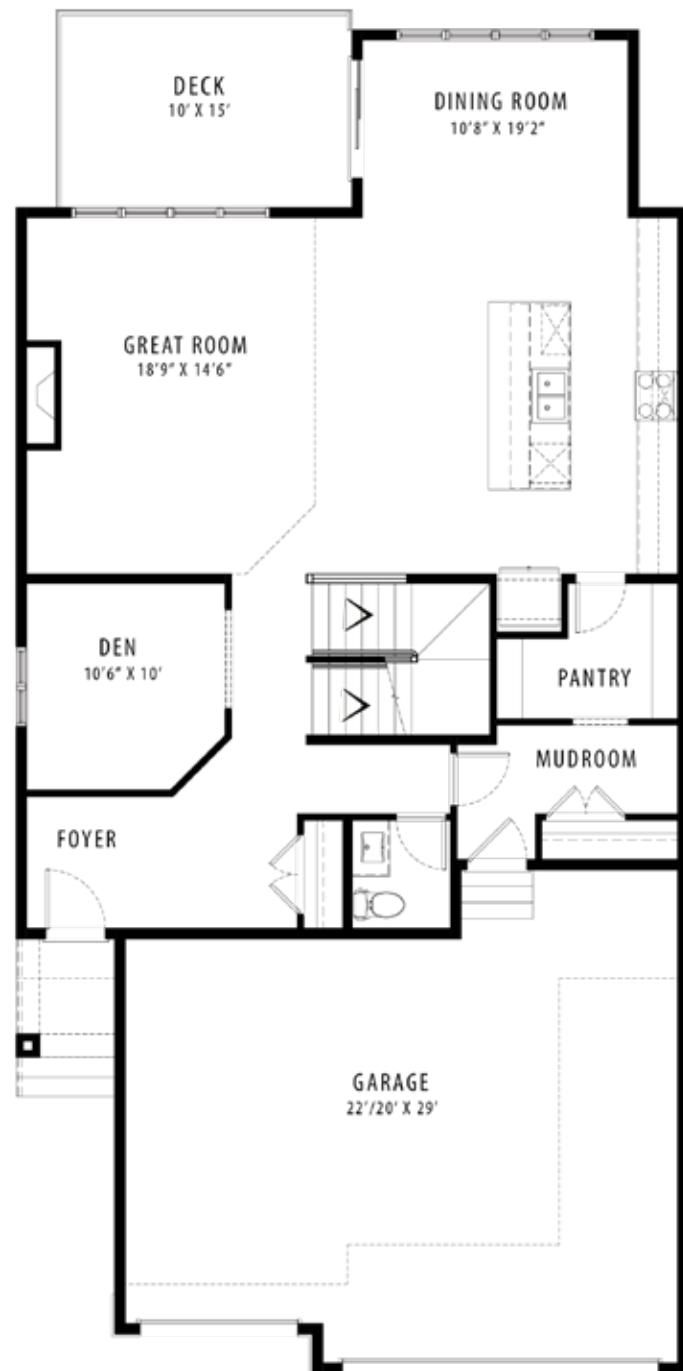 DECK
10' X 15'
DINING ROOM
10'8" X 19'2"
GREAT ROOM
18'9" X 14'6"
DEN
10'6" X 10'
PANTRY
MUDROOM
FOYER
GARAGE
22'/20' X 29'